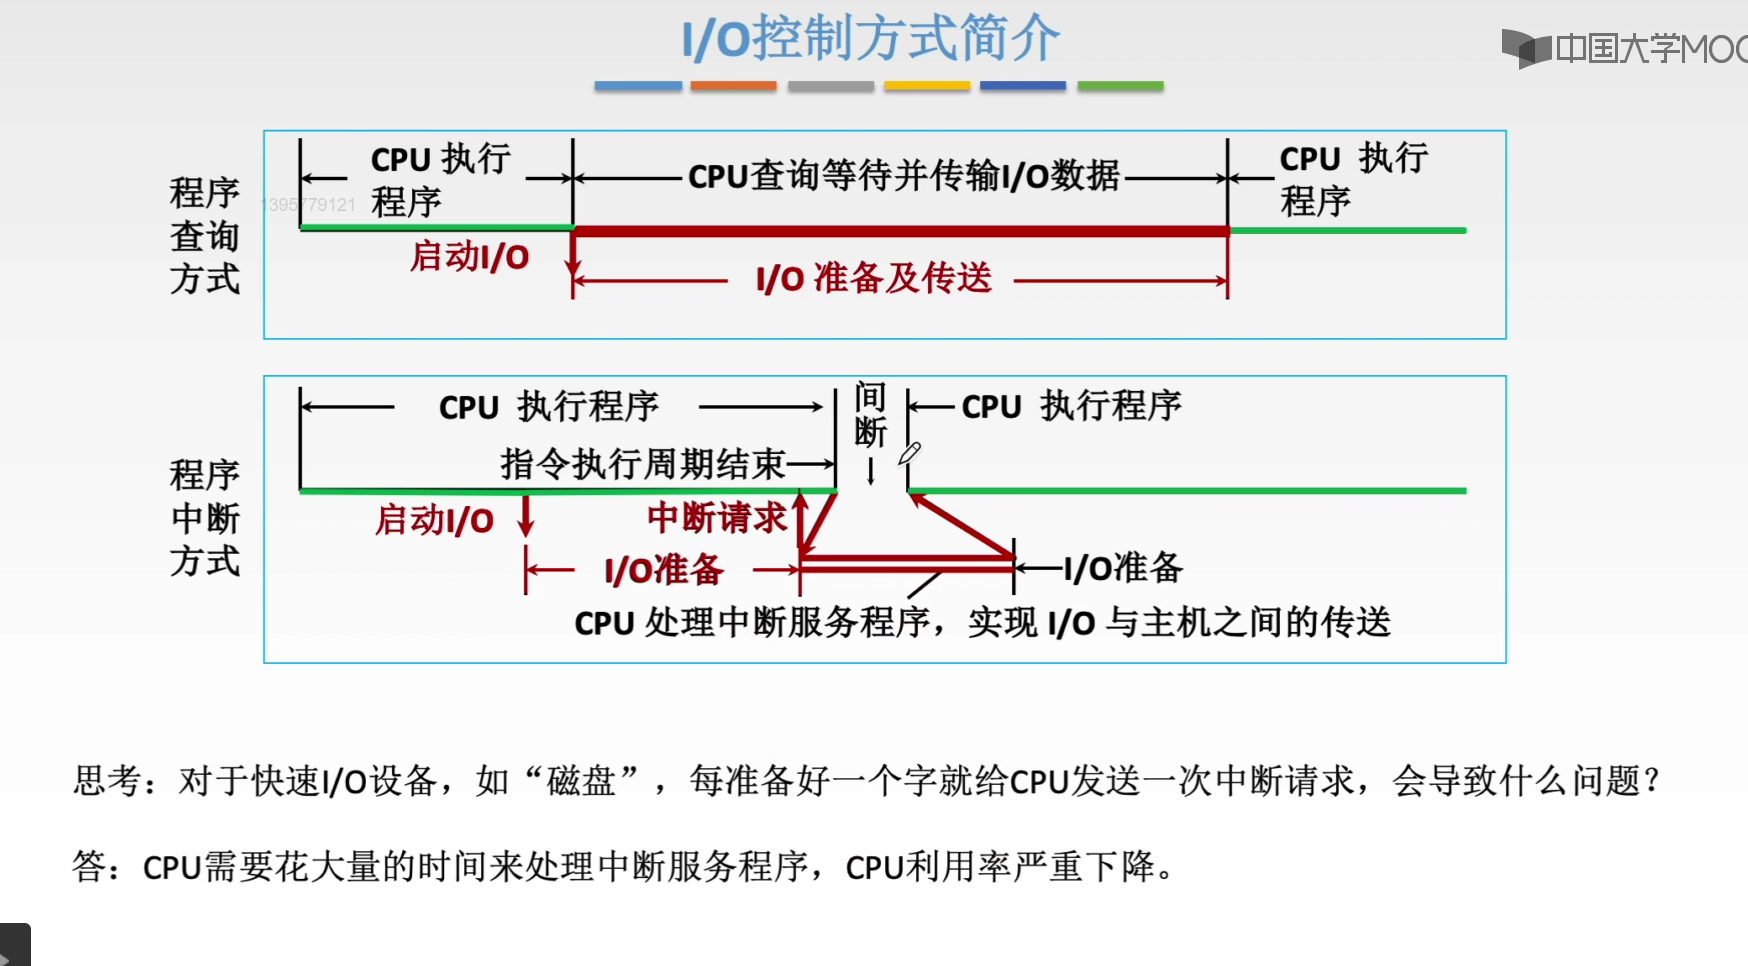 I/O控制方式简介
中国大学MOO
程序
查询
方式
1395779121
CPU 执行
程序
CPU查询等待并传输I/O数据
CPU 执行
程序
启动I/O
I/O 准备及传送
程序
中断
方式
CPU 执行程序
间
断
CPU 执行程序
指令执行周期结束
启动I/O
中断请求
I/O准备
I/O准备
CPU 处理中断服务程序，实现 I/O 与主机之间的传送
思考：对于快速I/O设备，如“磁盘”，每准备好一个字就给CPU发送一次中断请求，会导致什么问题？
答：CPU需要花大量的时间来处理中断服务程序，CPU利用率严重下降。